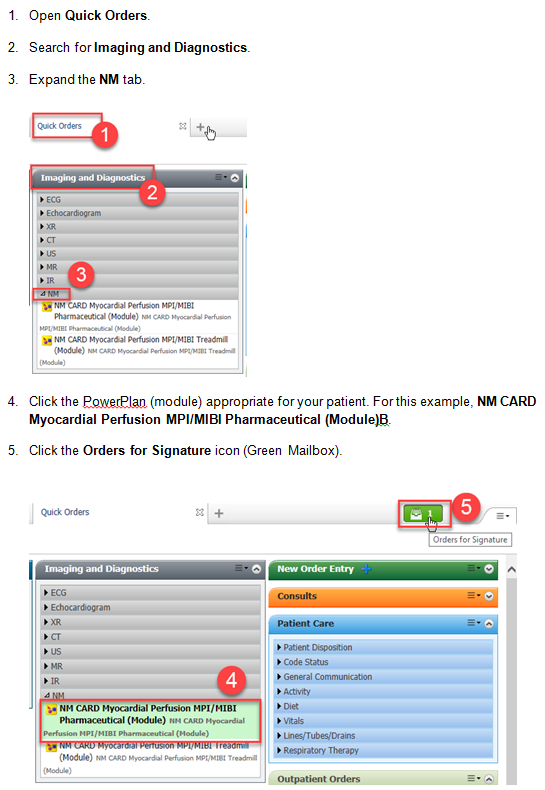 1. Open Quick Orders.
2. Search for Imaging and Diagnostics.
3. Expand the NM tab.
Quick Orders
1
Imaging and Diagnostics
2
ECG
Echocardiogram
XR
CT
US
MR
IR
3
NM
NM CARD Myocardial Perfusion MPI/MIBI
Pharmaceutical (Module) NM CARD Myocardial Perfusion
MPI/MIBI Pharmaceutical (Module)
NM CARD Myocardial Perfusion MPI/MIBI Treadmill
(Module) NM CARD Myocardial Perfusion MPI/MIBI Treadmill
(Module)
4. Click the PowerPlan (module) appropriate for your patient. For this example, NM CARD
Myocardial Perfusion MPI/MIBI Pharmaceutical (Module)B.
5. Click the Orders for Signature icon (Green Mailbox).
Quick Orders
1
5
Orders for Signature
Imaging and Diagnostics
ECG
Echocardiogram
XR
CT
US
MR
IR
4
NM
NM CARD Myocardial Perfusion MPI/MIBI
Pharmaceutical (Module) NM CARD Myocardial
Perfusion MPI/MIBI Pharmaceutical (Module)
NM CARD Myocardial Perfusion MPI/MIBI Treadmill
(Module) NM CARD Myocardial Perfusion MPI/MIBI Treadmill
(Module)
New Order Entry
Consults
Patient Care
Patient Disposition
Code Status
General Communication
Activity
Diet
Vitals
Lines/Tubes/Drains
Respiratory Therapy
Outpatient Orders